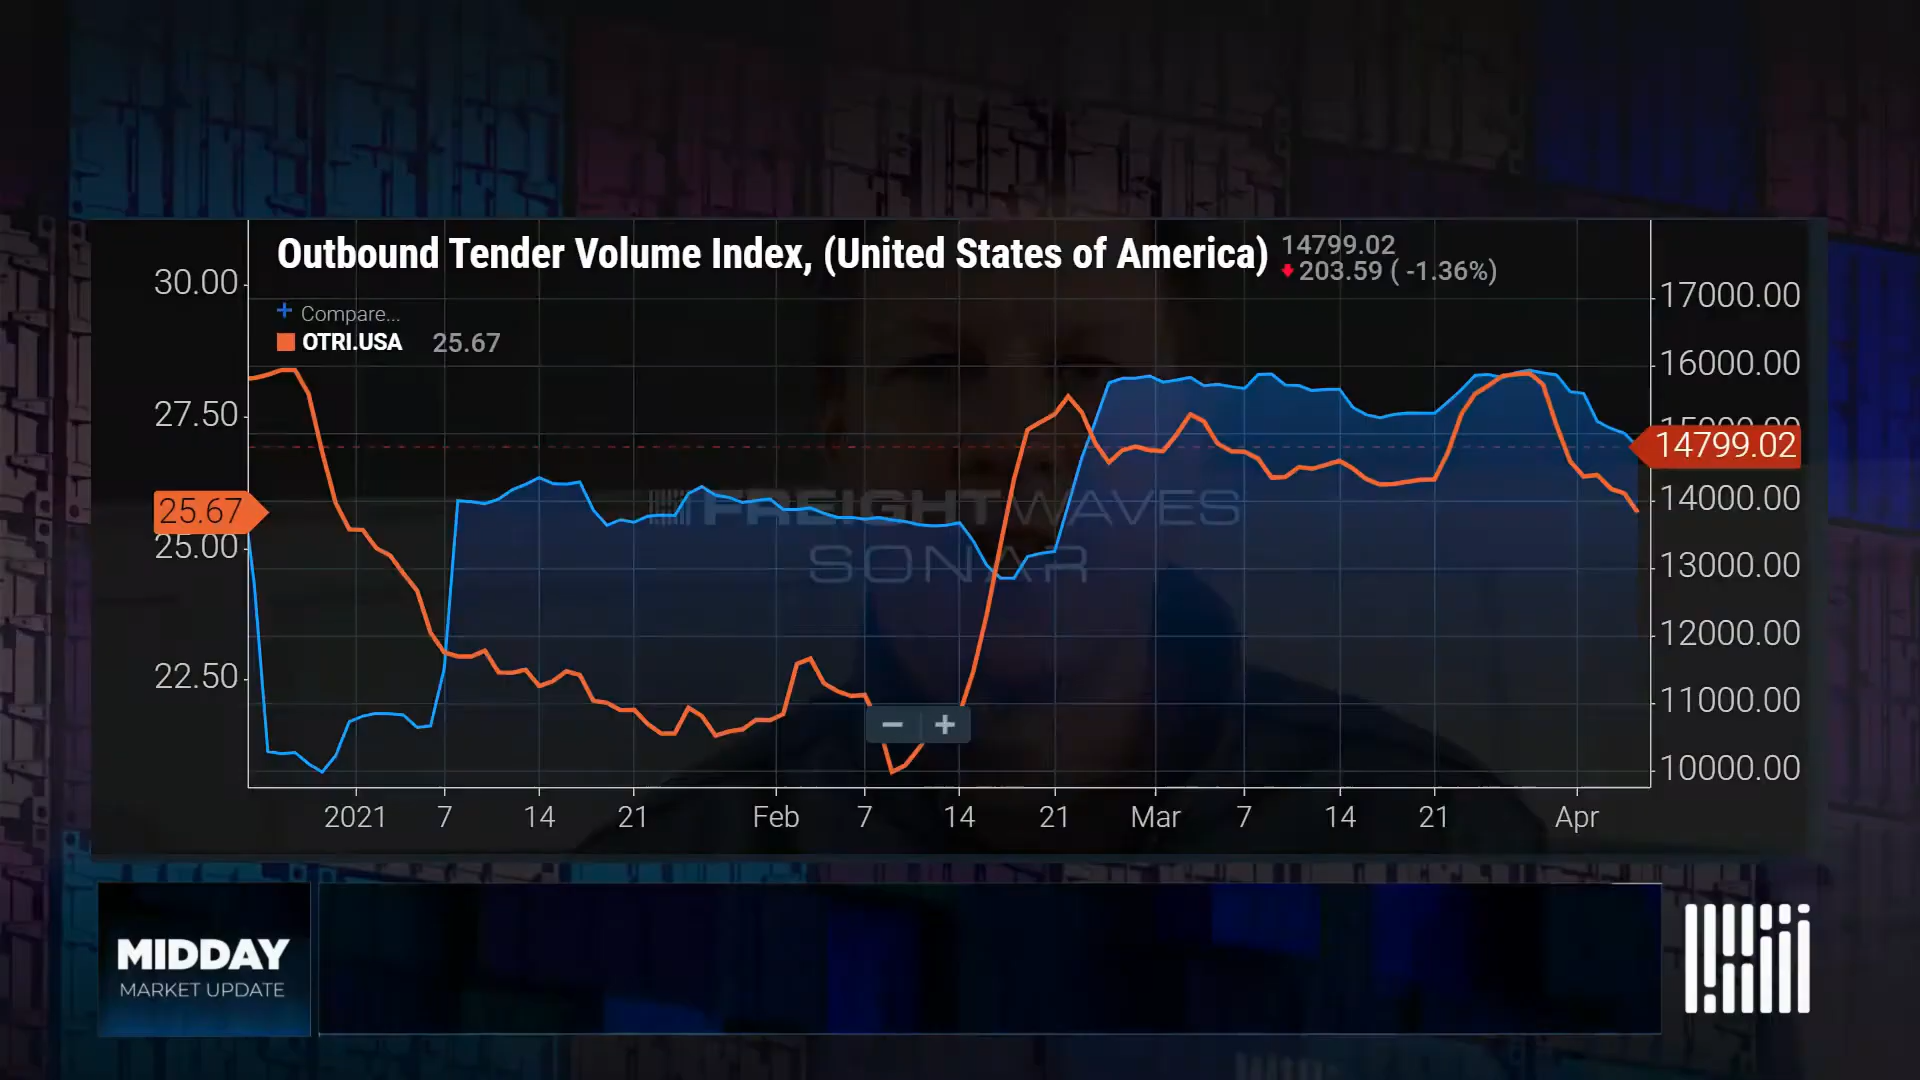 Outbound Tender Volume Index, (United States of America)
14799.02
203.59 ( -1.36%)
+ Compare...
OTRI.USA 25.67
30.00
27.50
25.67
25.00
22.50
17000.00
16000.00
15000.00
14799.02
14000.00
13000.00
12000.00
11000.00
10000.00
FREIGHTWAVES
SONAR
− +
2021 7 14 21 Feb 7 14 21 Mar 7 14 21 Apr
MIDDAY
MARKET UPDATE